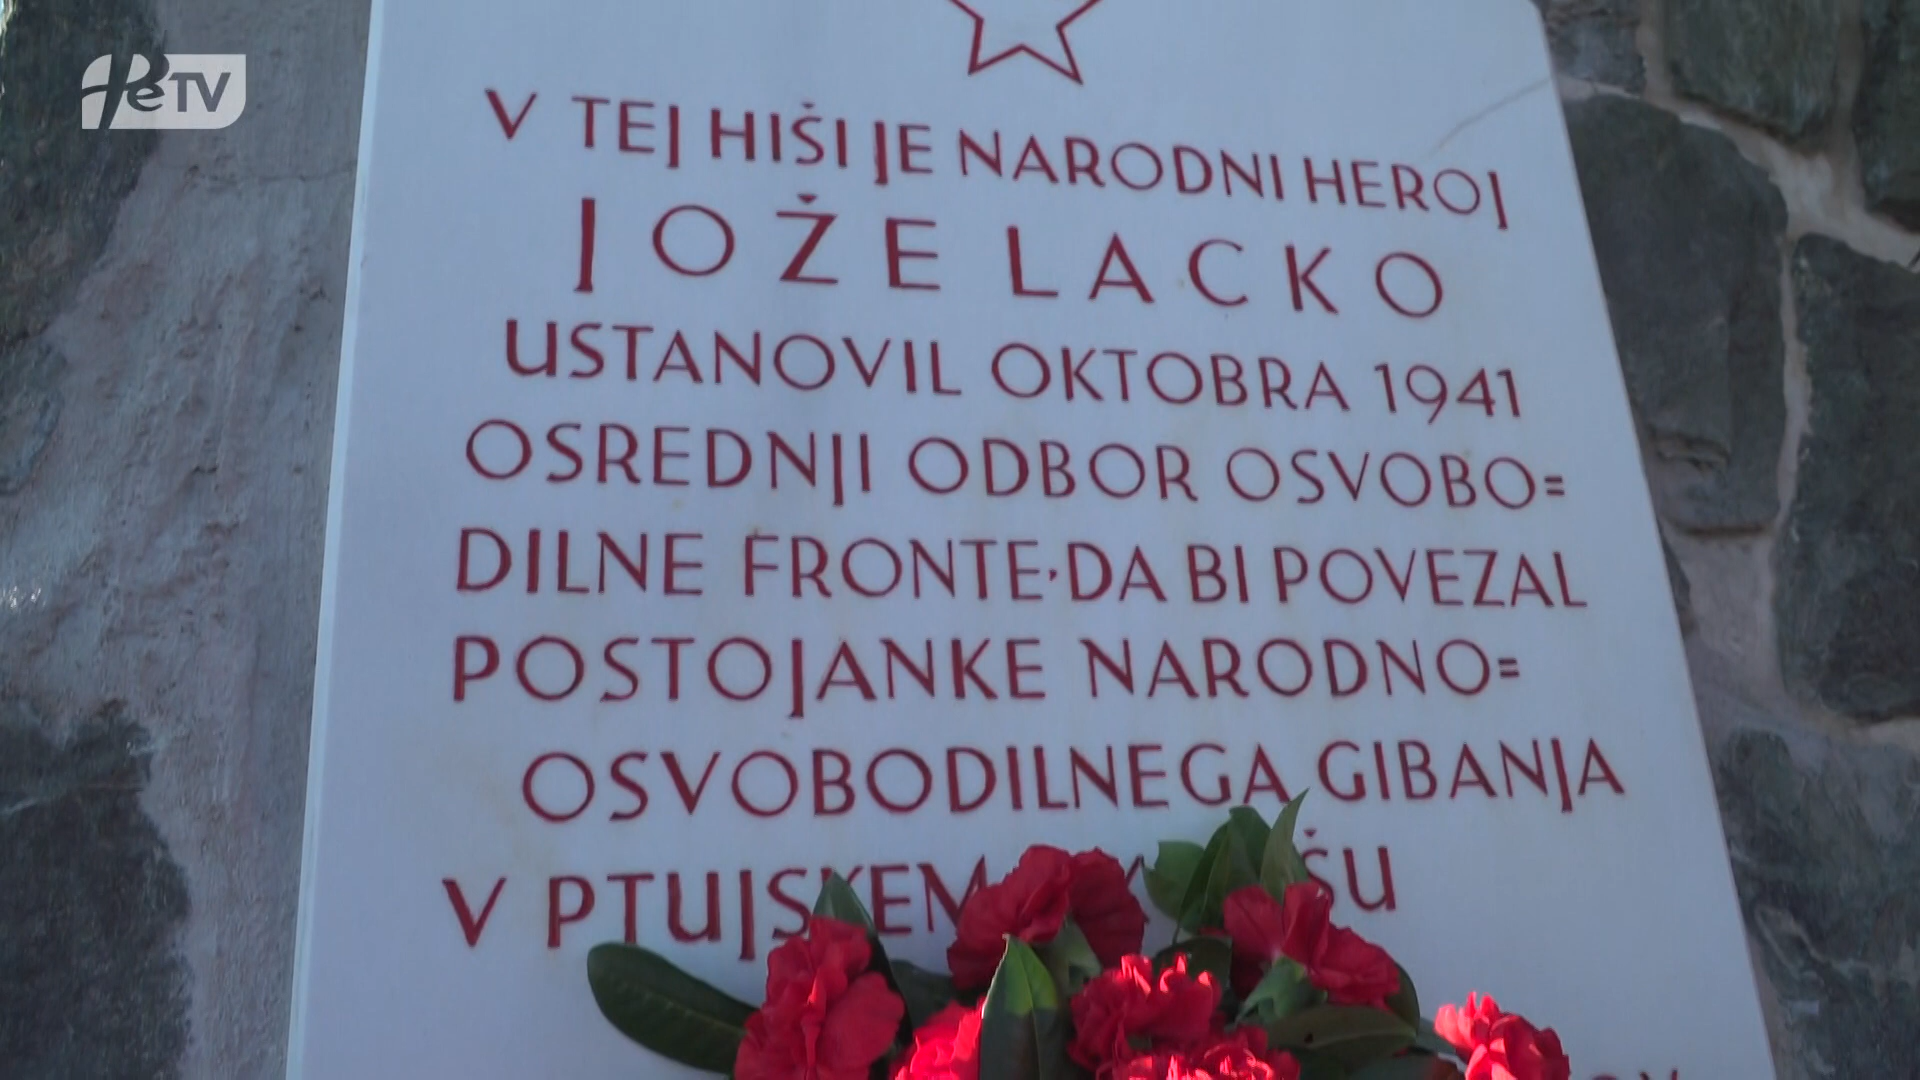 PeTV
V TEJ HIŠI JE NARODNI HEROJ
JOŽE LACKO
USTANOVIL OKTOBRA 1941
OSREDNJI ODBOR OSVOBO=
DILNE FRONTE, DA BI POVEZAL
POSTOJANKE NARODNO=
OSVOBODILNEGA GIBANJA
V PTUJSKEM